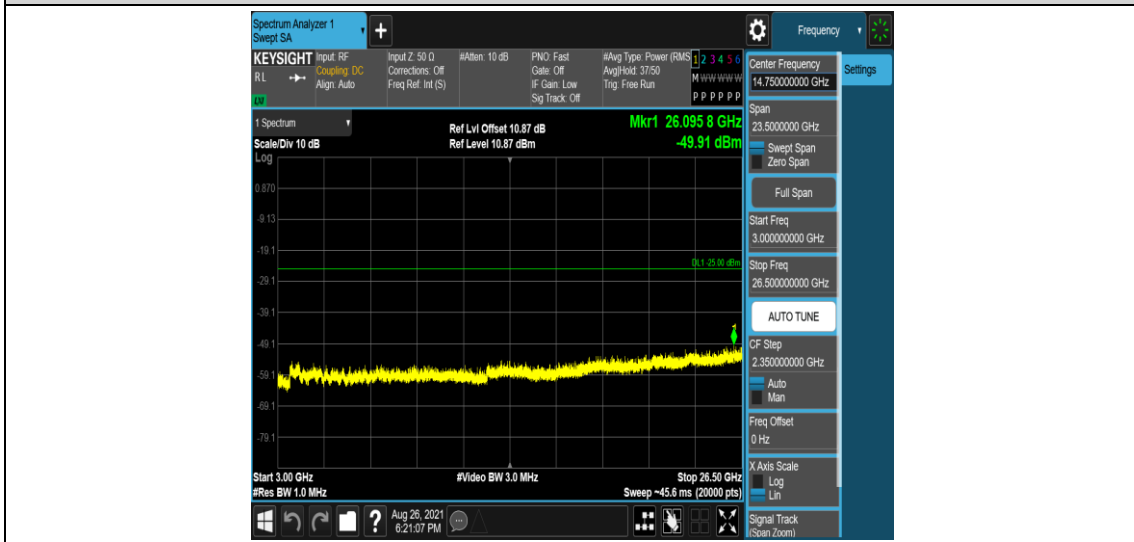 Spectrum Analyzer 1
Swept SA
Frequency
KEYSIGHT
RL
LXI
Input: RF
Coupling: DC
Align: Auto
Input Z: 50 Ω
Corrections: Off
Freq Ref: Int (S)
#Atten: 10 dB
PNO: Fast
Gate: Off
IF Gain: Low
Sig Track: Off
#Avg Type: Power (RMS
Avg|Hold: 37/50
Trig: Free Run
1 2 3 4 5 6
M W W W W W
P P P P P P
1 Spectrum
Scale/Div 10 dB
Log
Ref Lvl Offset 10.87 dB
Ref Level 10.87 dBm
Mkr1 26.095 8 GHz
-49.91 dBm
0.870
-9.13
-19.1
-29.1
-39.1
-49.1
-59.1
-69.1
-79.1
DL1 -25.00 dBm
1
Start 3.00 GHz
#Res BW 1.0 MHz
#Video BW 3.0 MHz
Stop 26.50 GHz
Sweep ~45.6 ms (20000 pts)
Aug 26, 2021
6:21:07 PM
Center Frequency
14.750000000 GHz
Settings
Span
23.5000000 GHz
Swept Span
Zero Span
Full Span
Start Freq
3.000000000 GHz
Stop Freq
26.500000000 GHz
AUTO TUNE
CF Step
2.350000000 GHz
Auto
Man
Freq Offset
0 Hz
X Axis Scale
Log
Lin
Signal Track
(Span Zoom)